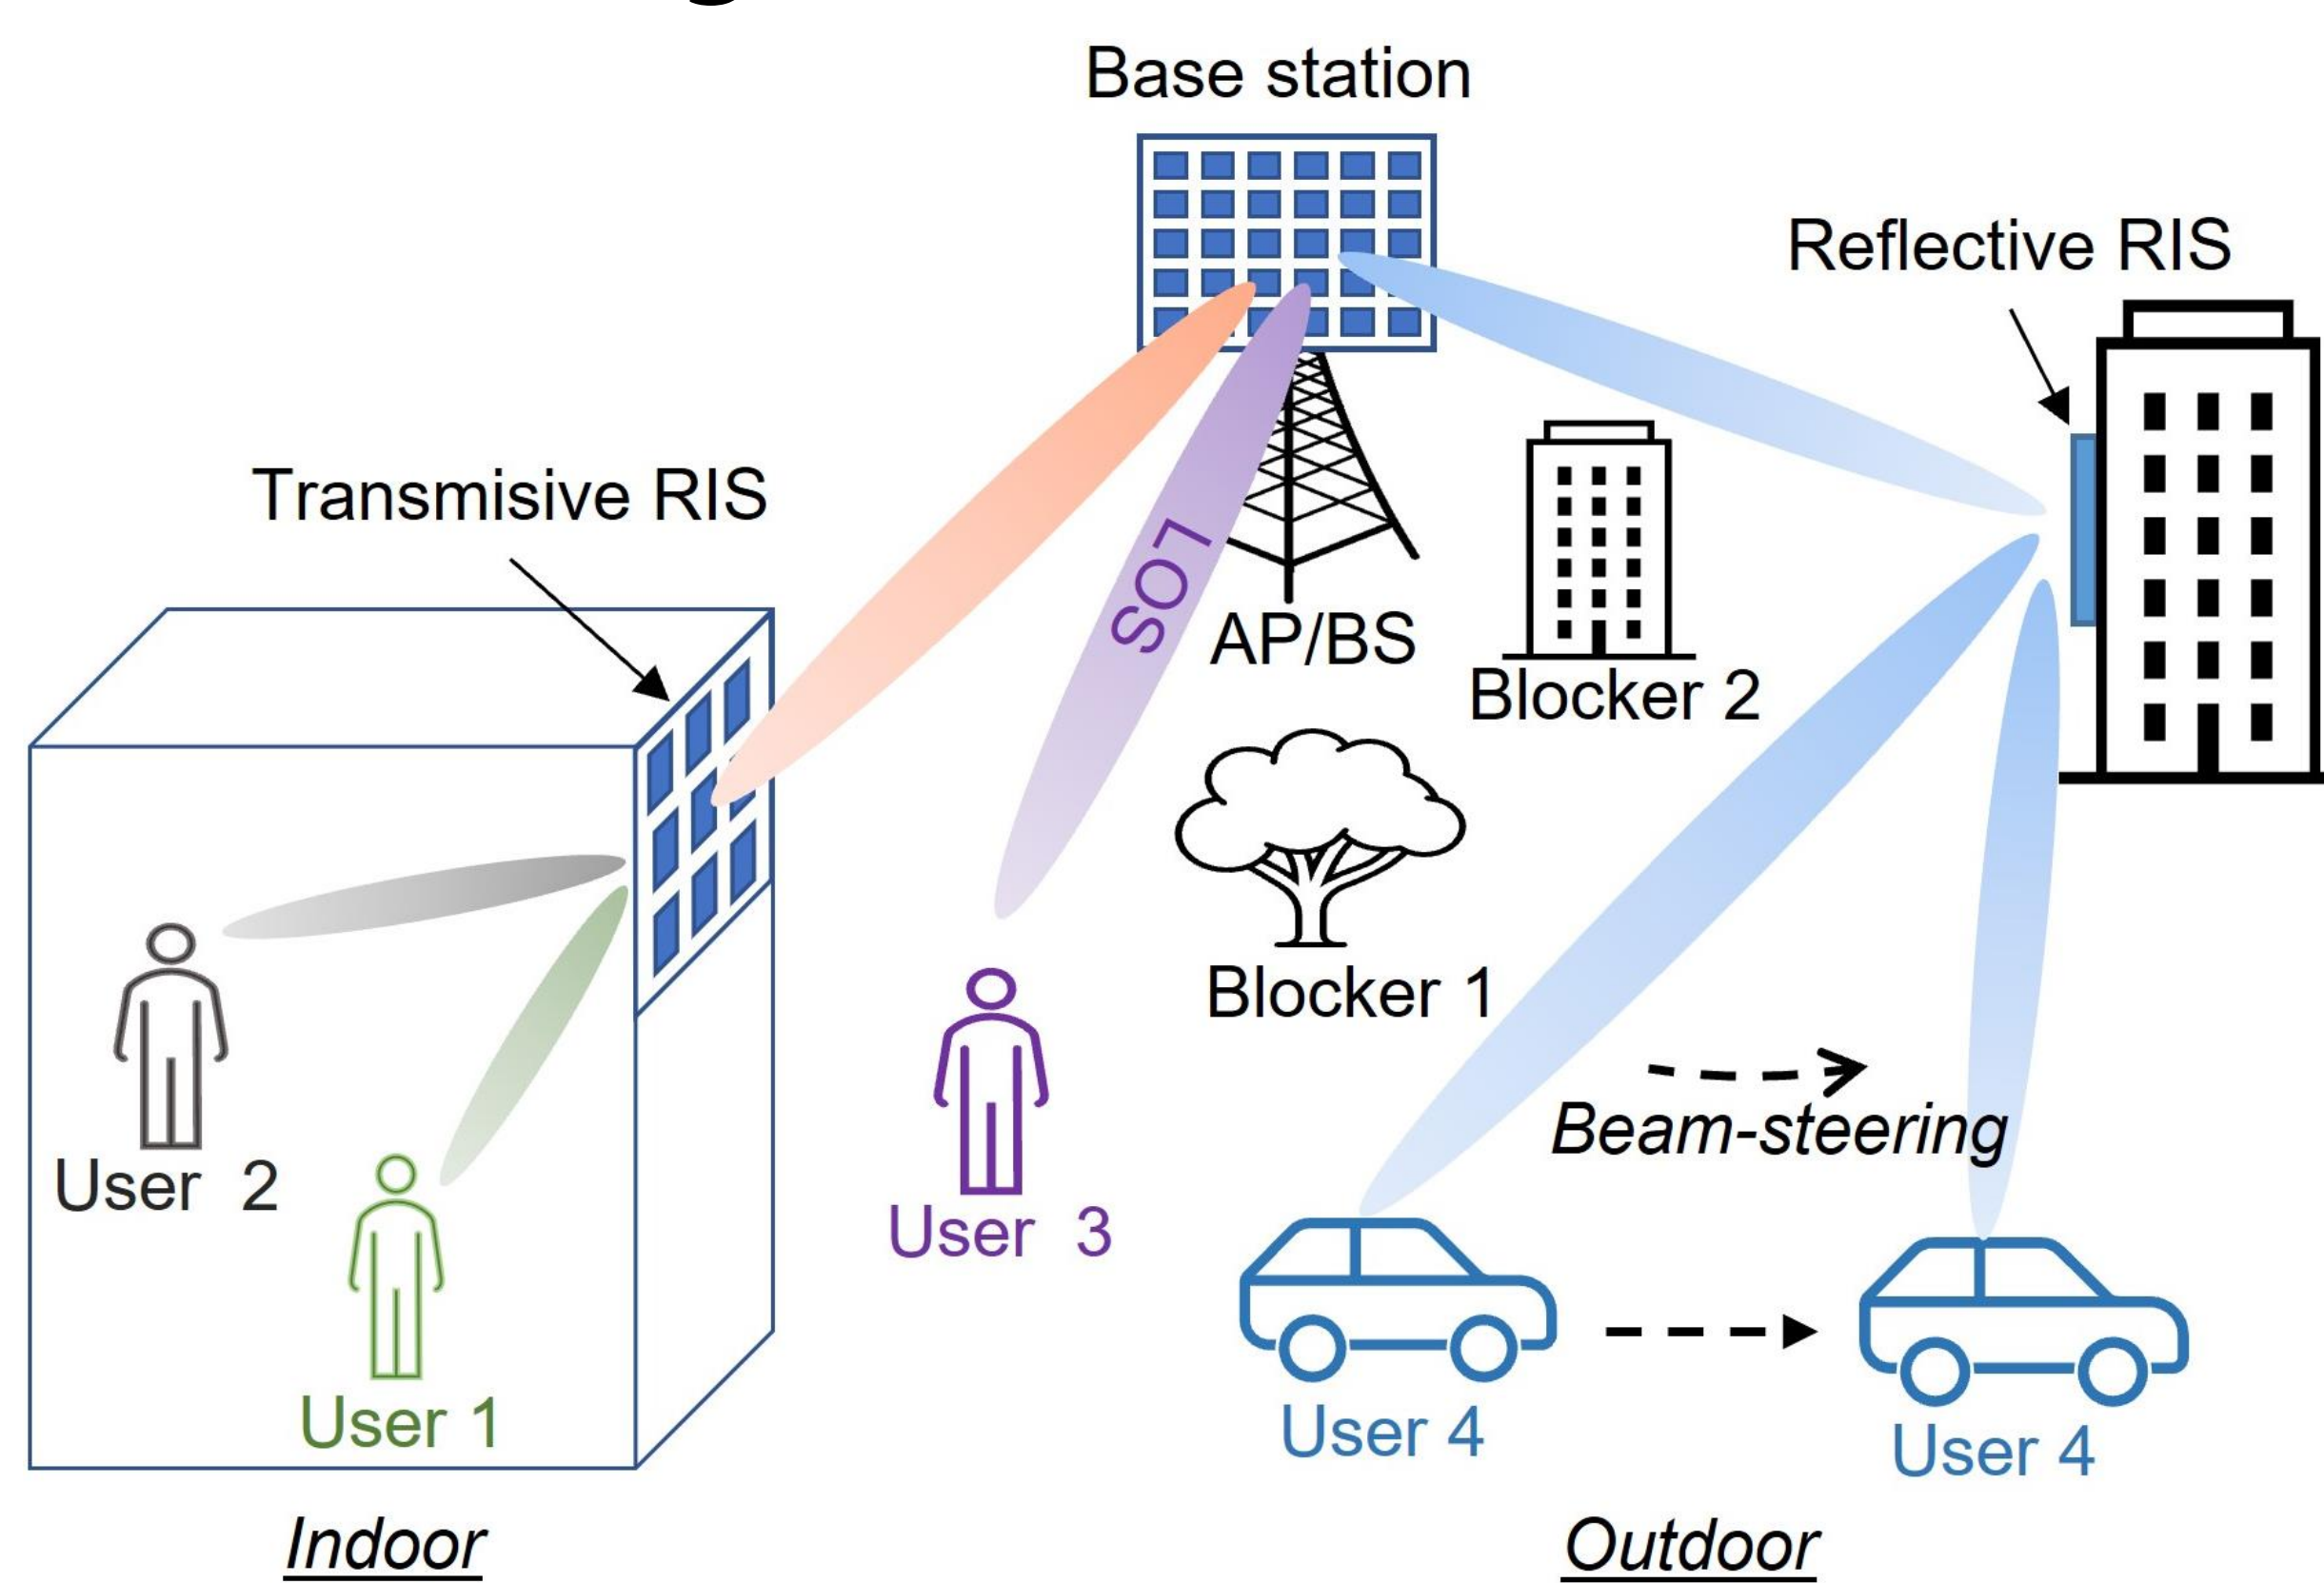 Base station
Reflective RIS
Transmisive RIS
LOS
AP/BS
Blocker 2
Blocker 1
Beam-steering
User  2
User  3
User 1
User 4
User 4
Indoor
Outdoor